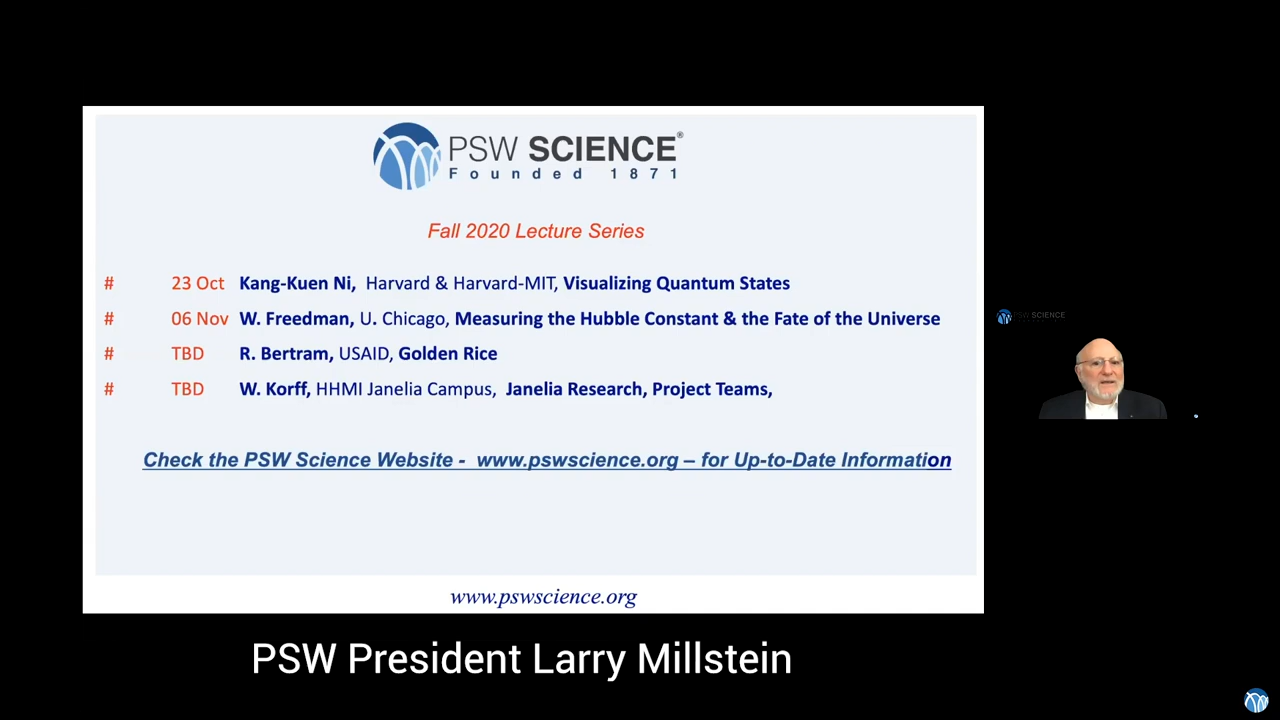 PSW SCIENCE®
Founded 1871
Fall 2020 Lecture Series
# 23 Oct Kang-Kuen Ni, Harvard & Harvard-MIT, Visualizing Quantum States
# 06 Nov W. Freedman, U. Chicago, Measuring the Hubble Constant & the Fate of the Universe
# TBD R. Bertram, USAID, Golden Rice
# TBD W. Korff, HHMI Janelia Campus, Janelia Research, Project Teams,
Check the PSW Science Website - www.pswscience.org – for Up-to-Date Information
www.pswscience.org
PSW SCIENCE
PSW President Larry Millstein